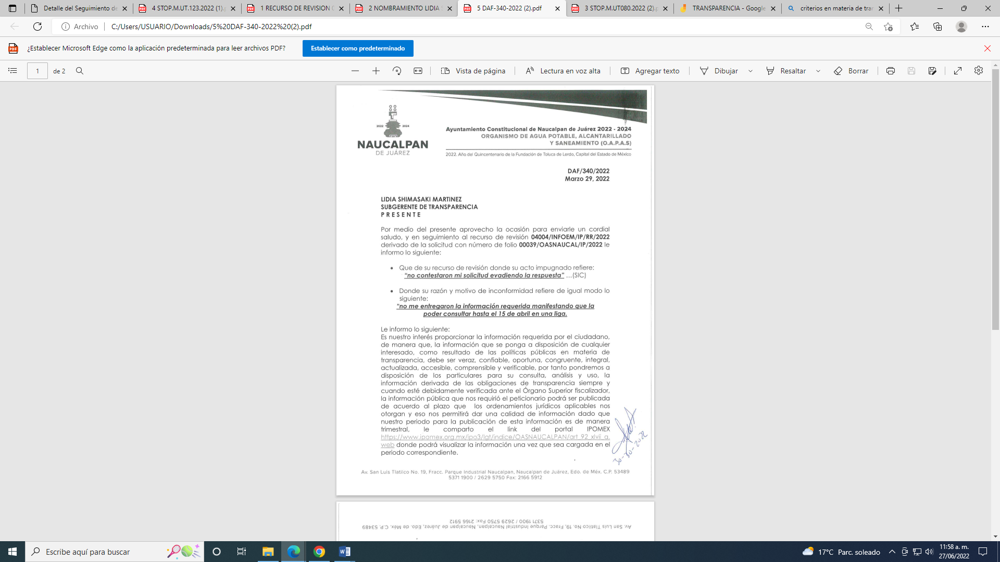 Detalle del Seguimiento de
4 STOP.M.UT.123.2022 (1).p
1 RECURSO DE REVISION
2 NOMBRAMIENTO LIDIA S
5 DAF-340-2022 (2).pdf
3 STOP.M.UT080.2022 (2).p
TRANSPARENCIA - Google
criterios en materia de tran
Archivo
C:/Users/USUARIO/Downloads/5%20DAF-340-2022%20(2).pdf
¿Establecer Microsoft Edge como la aplicación predeterminada para leer archivos PDF?
Establecer como predeterminado
1 de 2
Vista de página
Lectura en voz alta
Agregar texto
Dibujar
Resaltar
Borrar
2022 2024
NAUCALPAN
DE JUÁREZ
Ayuntamiento Constitucional de Naucalpan de Juárez 2022 - 2024
ORGANISMO DE AGUA POTABLE, ALCANTARILLADO
Y SANEAMIENTO (O.A.P.A.S)
2022. Año del Quincentenario de la Fundación de Toluca de Lerdo, Capital del Estado de México
DAF/340/2022
Marzo 29, 2022
LIDIA SHIMASAKI MARTINEZ
SUBGERENTE DE TRANSPARENCIA
P R E S E N T E
Por medio del presente aprovecho la ocasión para enviarle un cordial
saludo, y en seguimiento al recurso de revisión 04004/INFOEM/IP/RR/2022
derivado de la solicitud con número de folio 00039/OASNAUCAL/IP/2022 le
informo lo siguiente:
• Que de su recurso de revisión donde su acto impugnado refiere:
"no contestaron mi solicitud evadiendo la respuesta" ...(SIC)
• Donde su razón y motivo de inconformidad refiere de igual modo lo
siguiente:
"no me entregaron la información requerida manifestando que la
poder consultar hasta el 15 de abril en una liga.
Le informo lo siguiente:
Es nuestro interés proporcionar la información requerida por el ciudadano,
de manera que, la información que se ponga a disposición de cualquier
interesado, como resultado de las políticas públicas en materia de
transparencia, debe ser veraz, confiable, oportuna, congruente, integral,
actualizada, accesible, comprensible y verificable, por tanto pondremos a
disposición de los particulares para su consulta, análisis y uso, la
información derivada de las obligaciones de transparencia siempre y
cuando esté debidamente verificada ante el Órgano Superior fiscalizador,
la información pública que nos requirió el peticionario podrá ser publicada
de acuerdo al plazo que los ordenamientos jurídicos aplicables nos
otorgan y eso nos permitirá dar una calidad de información dado que
nuestro periodo para la publicación de esta información es de manera
trimestral, le comparto el link del portal IPOMEX
https://www.ipomex.org.mx/ipo3/lgt/indice/OASNAUCALPAN/art_92_xlvii_a.
web donde podrá visualizar la información una vez que sea cargada en el
periodo correspondiente.
30-30-2022
Av. San Luis Tlatilco No. 19, Fracc. Parque Industrial Naucalpan, Naucalpan de Juárez, Edo. de Méx. C.P. 53489
5371 1900 / 2629 5750 Fax: 2166 5912
5371 1900 / 2629 5750 Fax: 2166 5912
Av. San Luis Tlatilco No. 19, Fracc. Parque Industrial Naucalpan, Naucalpan de Juárez, Edo. de Méx. C.P. 53489
Escribe aquí para buscar
17°C Parc. soleado
11:58 a. m.
27/06/2022